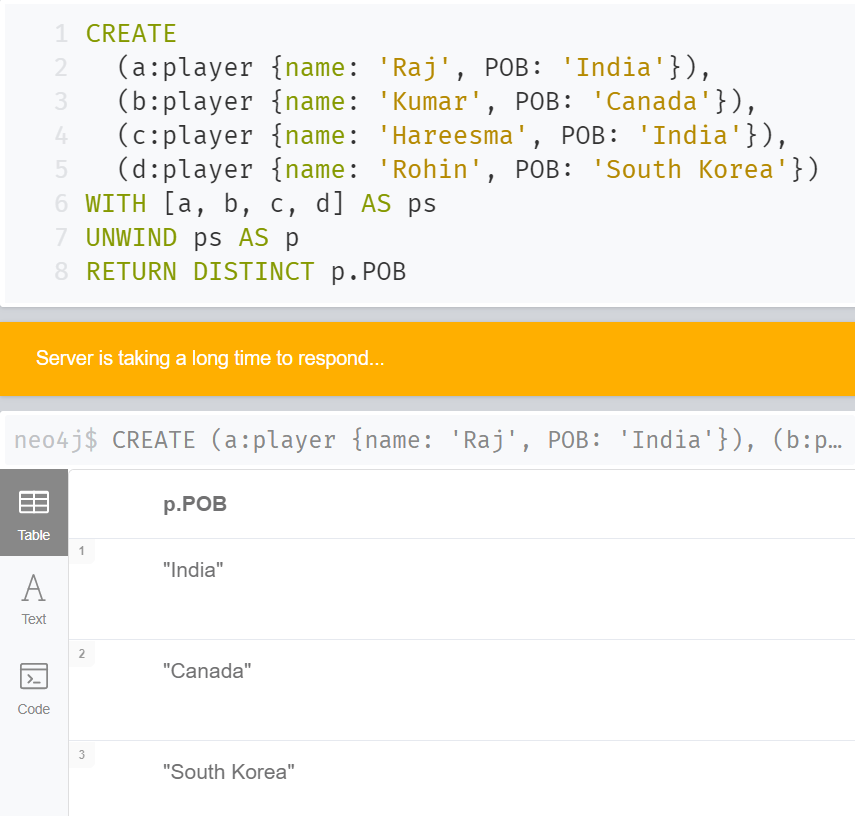 1 CREATE
2 (a:player {name: 'Raj', POB: 'India'}),
3 (b:player {name: 'Kumar', POB: 'Canada'}),
4 (c:player {name: 'Hareesma', POB: 'India'}),
5 (d:player {name: 'Rohin', POB: 'South Korea'})
6 WITH [a, b, c, d] AS ps
7 UNWIND ps AS p
8 RETURN DISTINCT p.POB
Server is taking a long time to respond...
neo4j$ CREATE (a:player {name: 'Raj', POB: 'India'}), (b:p…
p.POB
Table
1
"India"
Text
2
"Canada"
Code
3
"South Korea"